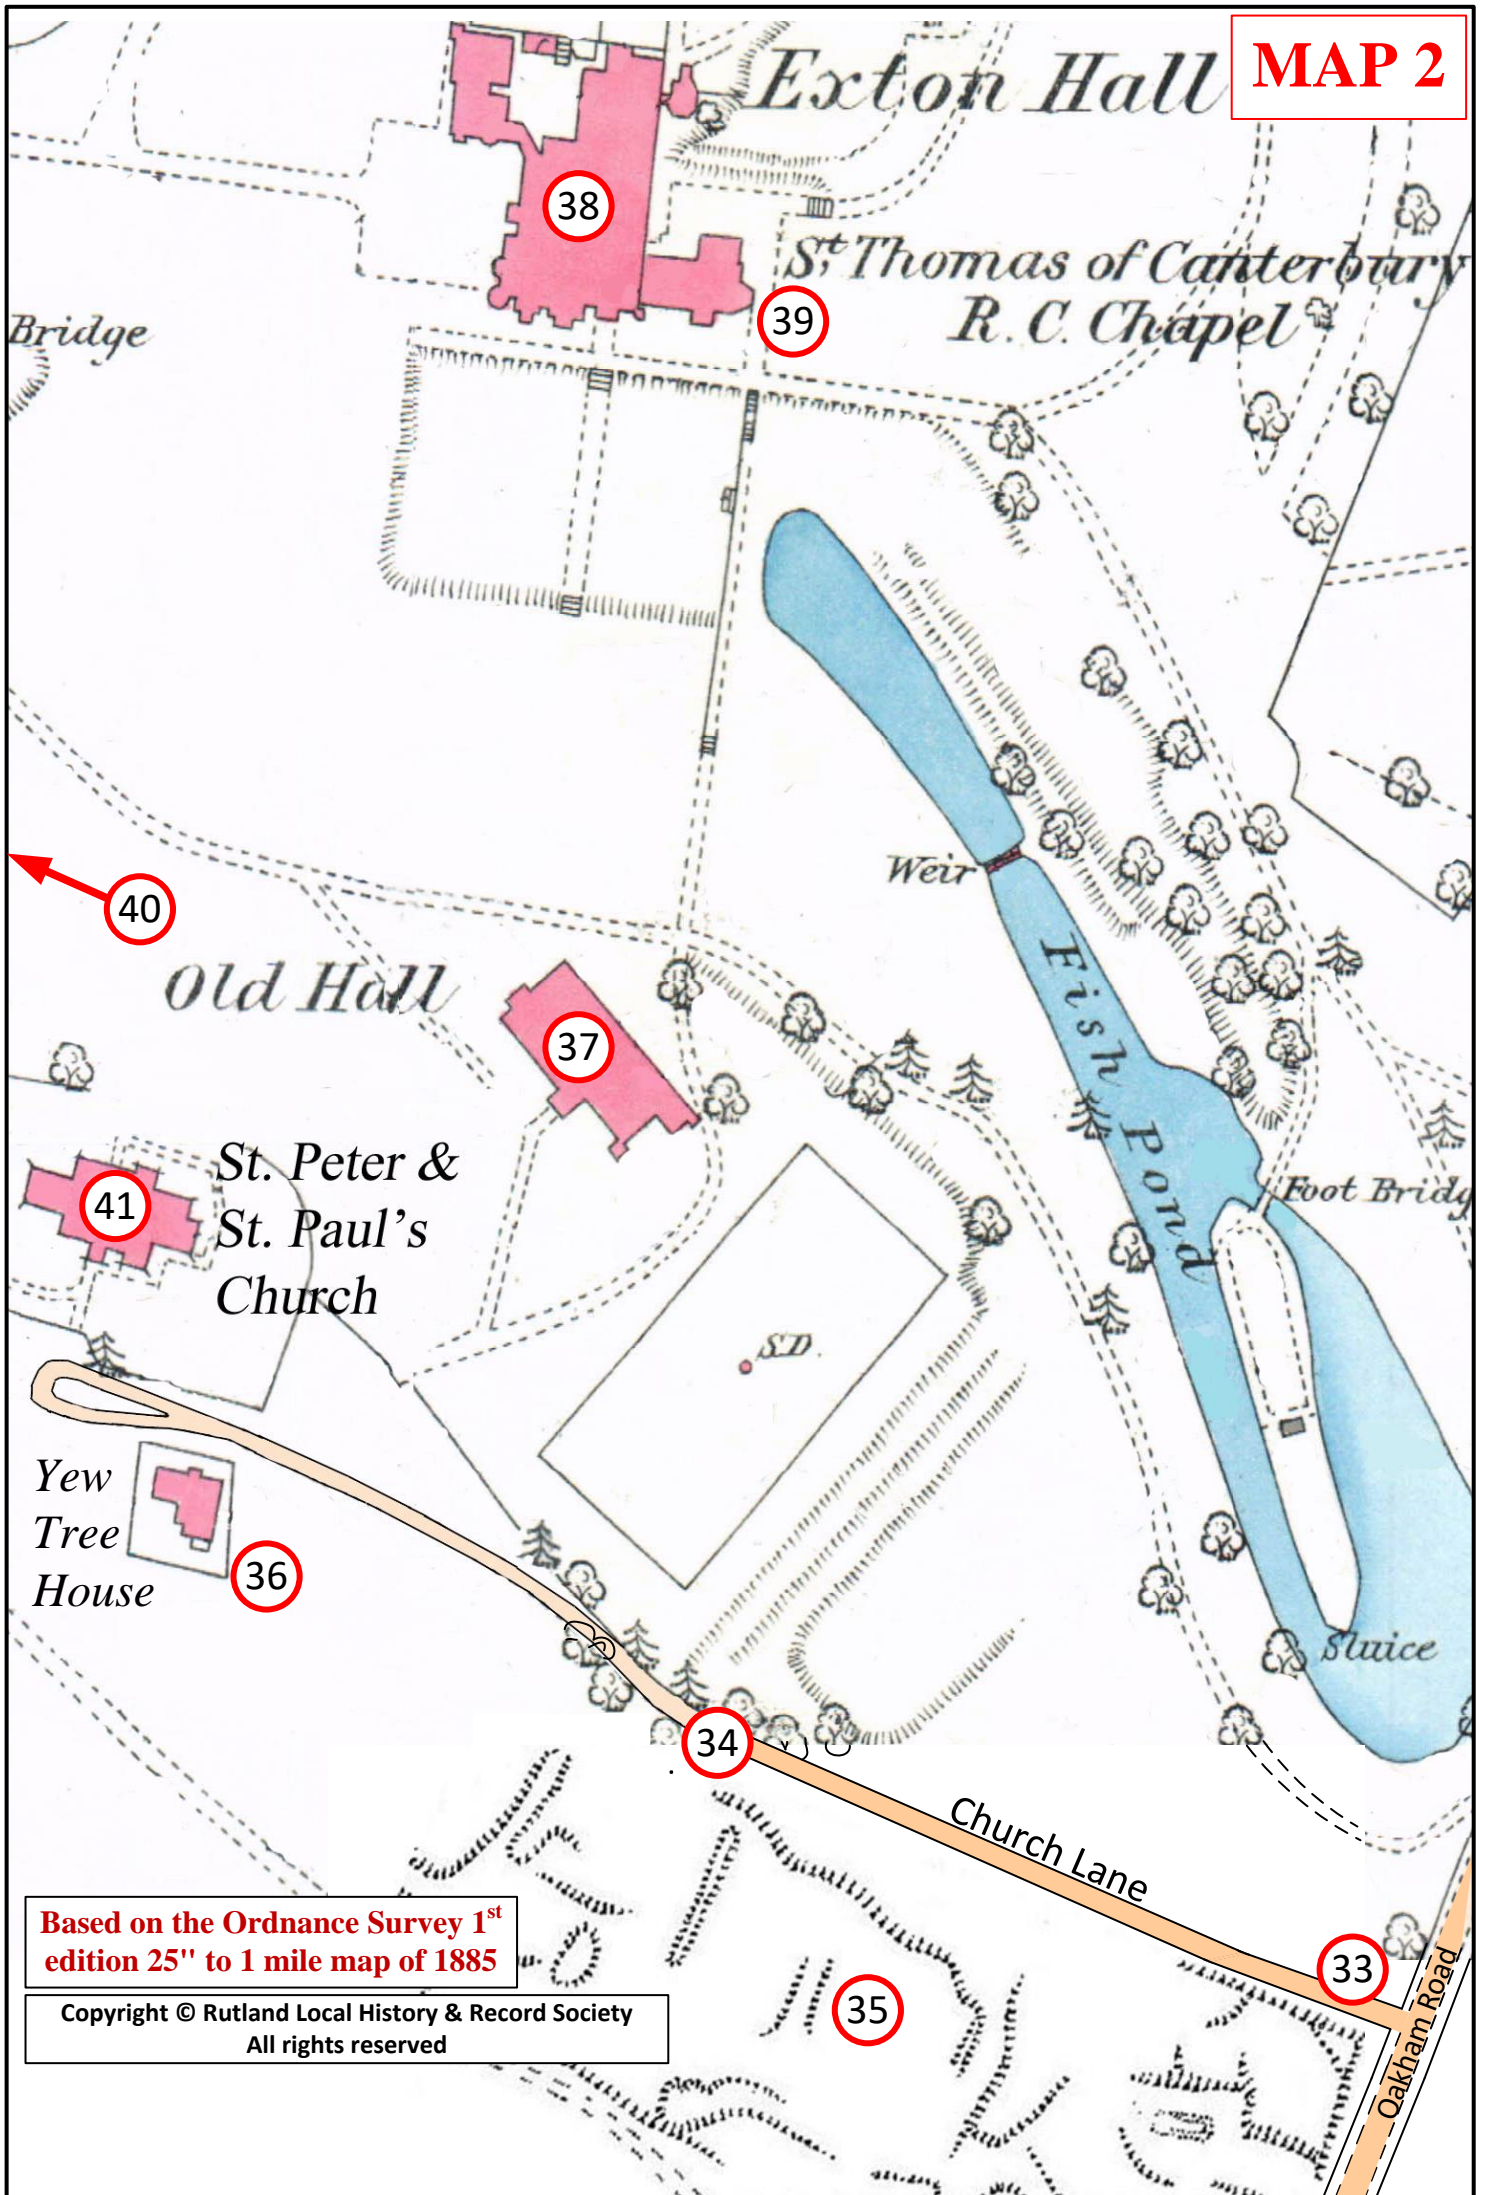 MAP 2
Exton Hall
38
St. Thomas of Canterbury
R. C. Chapel
39
Bridge
Weir
40
Old Hall
37
Fish Pond
Foot Bridg
41
St. Peter &
St. Paul's
Church
S.D.
Yew
Tree
House
36
Sluice
34
Church Lane
33
Oakham Road
35
Based on the Ordnance Survey 1st
edition 25" to 1 mile map of 1885
Copyright © Rutland Local History & Record Society
All rights reserved